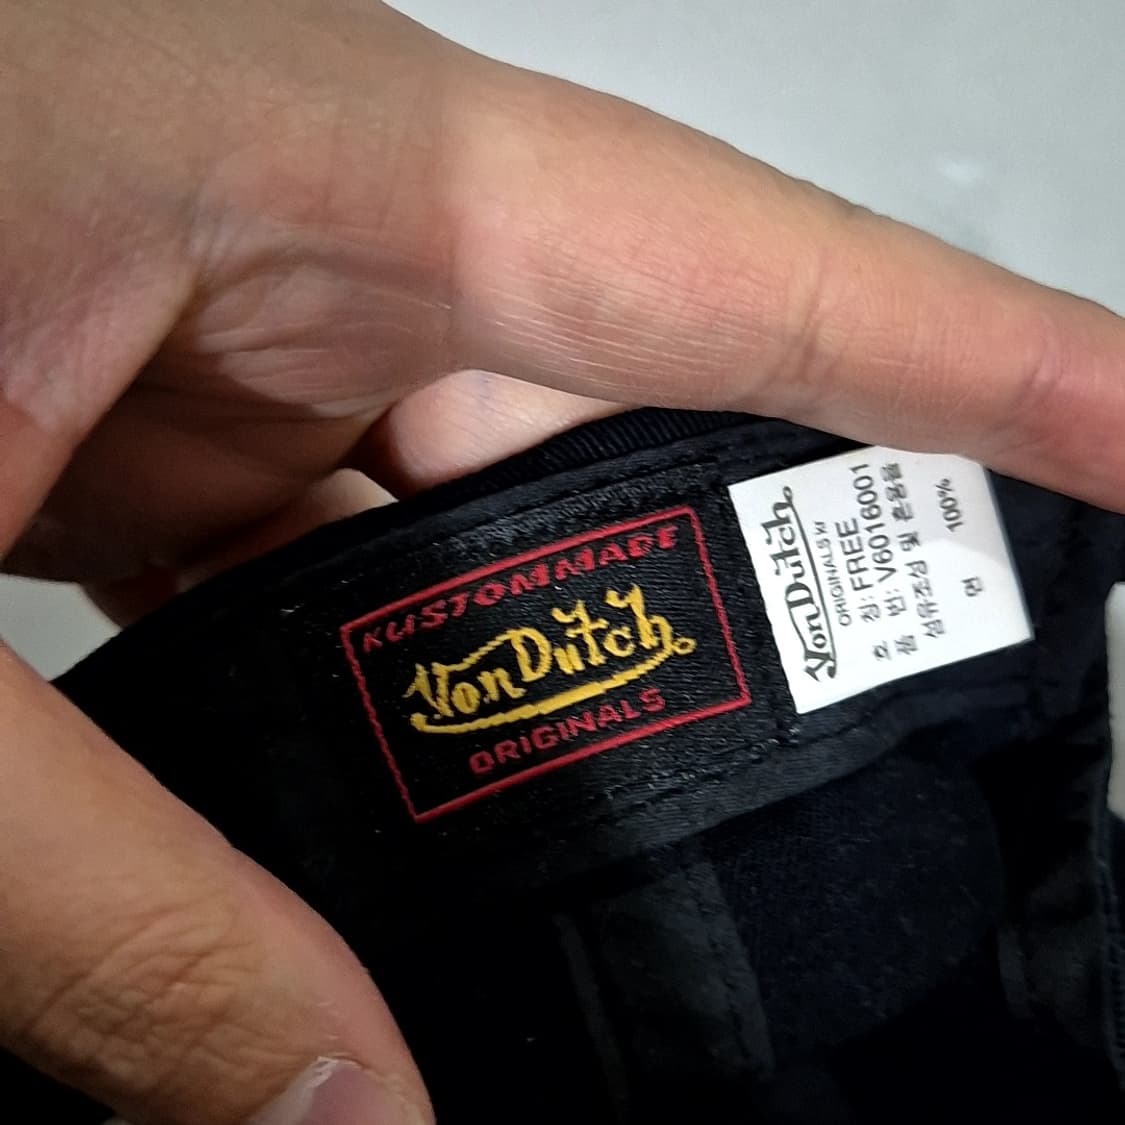 KUSTOMMADE
Von Dutch
ORIGINALS
Von Dutch
ORIGINALS
호 칭: FREE
품 번: V6016001
섬유조성 및 혼용율
면 100%